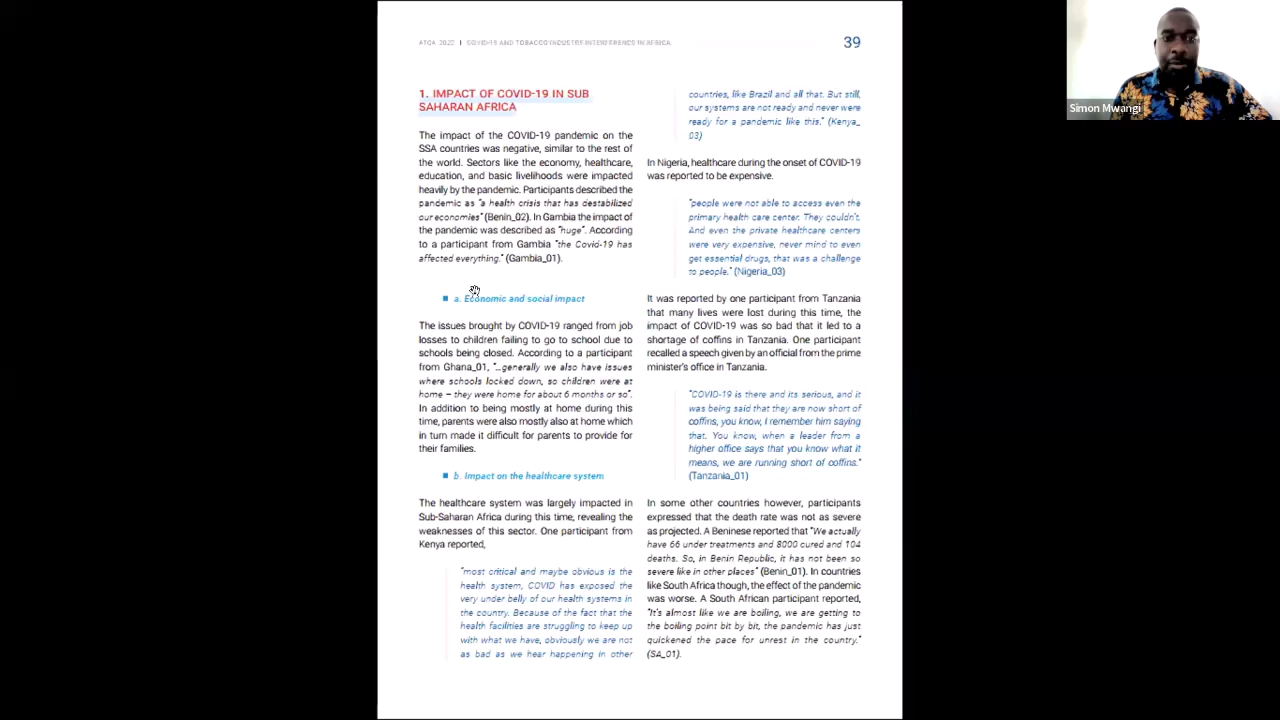 ATCA 2022 | COVID-19 AND TOBACCO INDUSTRY INTERFERENCE IN AFRICA
39
1. IMPACT OF COVID-19 IN SUB
SAHARAN AFRICA
The impact of the COVID-19 pandemic on the
SSA countries was negative, similar to the rest of
the world. Sectors like the economy, healthcare,
education, and basic livelihoods were impacted
heavily by the pandemic. Participants described the
pandemic as "a health crisis that has destabilized
our economies" (Benin_02). In Gambia the impact of
the pandemic was described as "huge". According
to a participant from Gambia "the Covid-19 has
affected everything." (Gambia_01).
■ a. Economic and social impact
The issues brought by COVID-19 ranged from job
losses to children failing to go to school due to
schools being closed. According to a participant
from Ghana_01, "…generally we also have issues
where schools locked down, so children were at
home – they were home for about 6 months or so".
In addition to being mostly at home during this
time, parents were also mostly also at home which
in turn made it difficult for parents to provide for
their families.
■ b. Impact on the healthcare system
The healthcare system was largely impacted in
Sub-Saharan Africa during this time, revealing the
weaknesses of this sector. One participant from
Kenya reported,
"most critical and maybe obvious is the
health system, COVID has exposed the
very under belly of our health systems in
the country. Because of the fact that the
health facilities are struggling to keep up
with what we have, obviously we are not
as bad as we hear happening in other
countries, like Brazil and all that. But still,
our systems are not ready and never were
ready for a pandemic like this." (Kenya_
03)
In Nigeria, healthcare during the onset of COVID-19
was reported to be expensive.
"people were not able to access even the
primary health care center. They couldn't.
And even the private healthcare centers
were very expensive, never mind to even
get essential drugs, that was a challenge
to people." (Nigeria_03)
It was reported by one participant from Tanzania
that many lives were lost during this time, the
impact of COVID-19 was so bad that it led to a
shortage of coffins in Tanzania. One participant
recalled a speech given by an official from the prime
minister's office in Tanzania.
"COVID-19 is there and its serious, and it
was being said that they are now short of
coffins, you know, I remember him saying
that. You know, when a leader from a
higher office says that you know what it
means, we are running short of coffins."
(Tanzania_01)
In some other countries however, participants
expressed that the death rate was not as severe
as projected. A Beninese reported that "We actually
have 66 under treatments and 8000 cured and 104
deaths. So, in Benin Republic, it has not been so
severe like in other places" (Benin_01). In countries
like South Africa though, the effect of the pandemic
was worse. A South African participant reported,
"It's almost like we are boiling, we are getting to
the boiling point bit by bit, the pandemic has just
quickened the pace for unrest in the country."
(SA_01).
Simon Mwangi